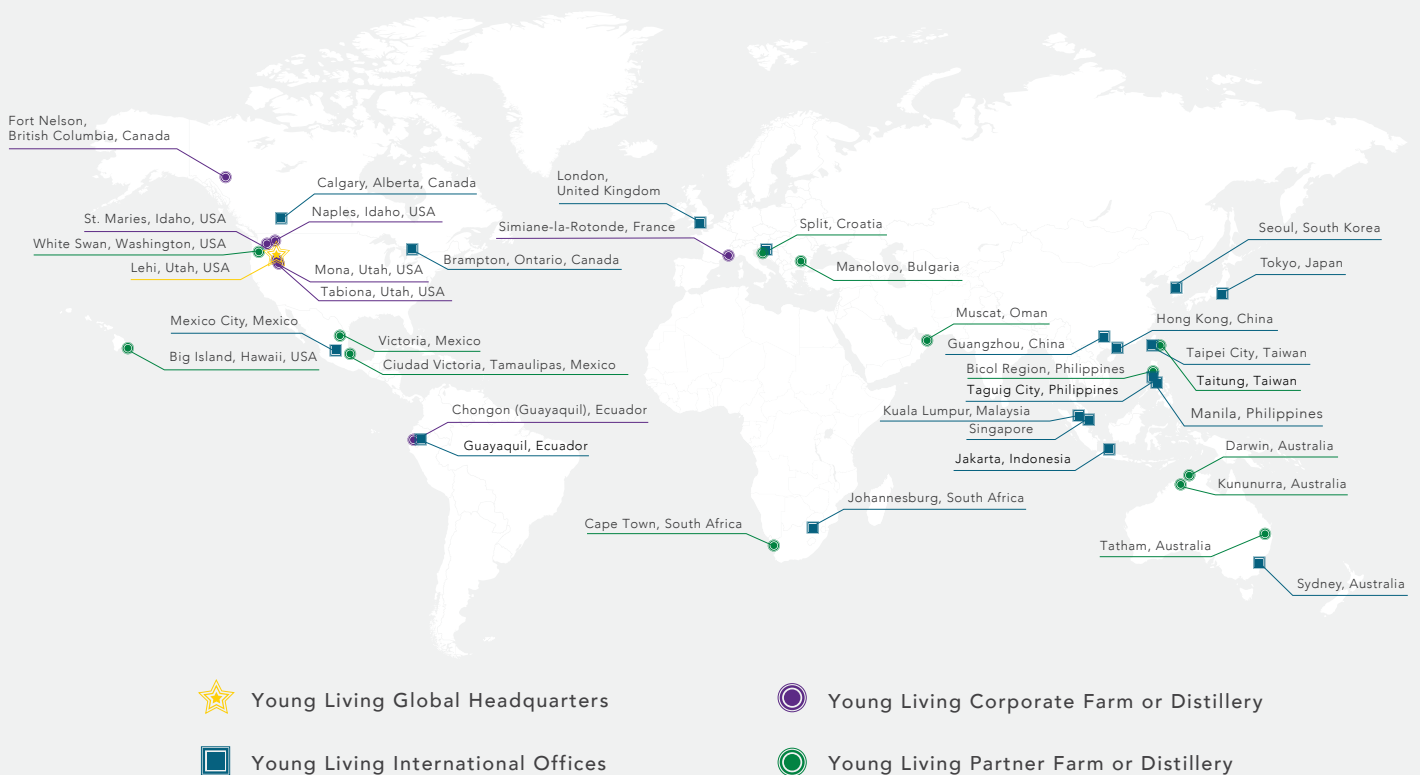 Fort Nelson,
British Columbia, Canada
Calgary, Alberta, Canada
St. Maries, Idaho, USA
Naples, Idaho, USA
White Swan, Washington, USA
Lehi, Utah, USA
Mona, Utah, USA
Tabiona, Utah, USA
Brampton, Ontario, Canada
Mexico City, Mexico
Victoria, Mexico
Big Island, Hawaii, USA
Ciudad Victoria, Tamaulipas, Mexico
Chongon (Guayaquil), Ecuador
Guayaquil, Ecuador
London,
United Kingdom
Simiane-la-Rotonde, France
Split, Croatia
Manolovo, Bulgaria
Cape Town, South Africa
Johannesburg, South Africa
Muscat, Oman
Seoul, South Korea
Tokyo, Japan
Hong Kong, China
Guangzhou, China
Taipei City, Taiwan
Bicol Region, Philippines
Taitung, Taiwan
Taguig City, Philippines
Kuala Lumpur, Malaysia
Manila, Philippines
Singapore
Jakarta, Indonesia
Darwin, Australia
Kununurra, Australia
Tatham, Australia
Sydney, Australia
Young Living Global Headquarters
Young Living Corporate Farm or Distillery
Young Living International Offices
Young Living Partner Farm or Distillery